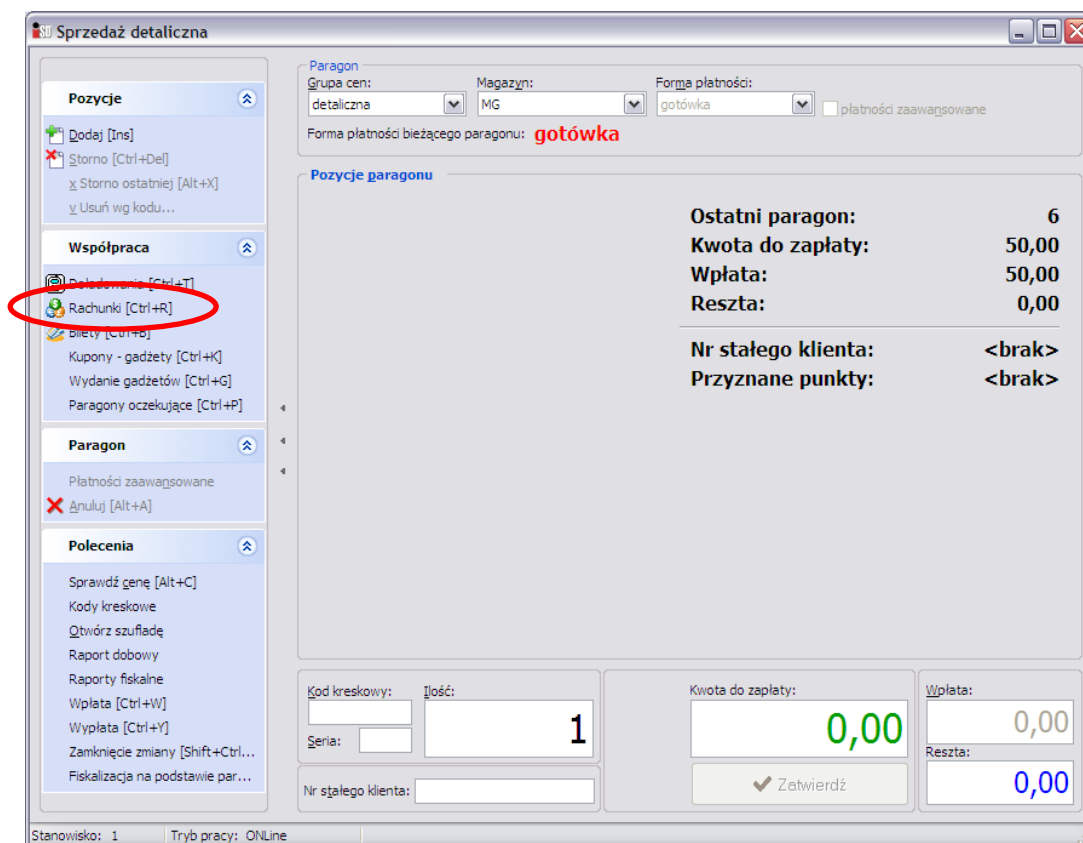 Sprzedaż detaliczna
Pozycje
Dodaj [Ins]
Storno [Ctrl+Del]
x Storno ostatniej [Alt+X]
v Usuń wg kodu...
Współpraca
Doładowania [Ctrl+T]
Rachunki [Ctrl+R]
Bilety [Ctrl+B]
Kupony - gadżety [Ctrl+K]
Wydanie gadżetów [Ctrl+G]
Paragony oczekujące [Ctrl+P]
Paragon
Płatności zaawansowane
Anuluj [Alt+A]
Polecenia
Sprawdź cenę [Alt+C]
Kody kreskowe
Otwórz szufladę
Raport dobowy
Raporty fiskalne
Wpłata [Ctrl+W]
Wypłata [Ctrl+Y]
Zamknięcie zmiany [Shift+Ctrl...
Fiskalizacja na podstawie par...
Paragon
Grupa cen: Magazyn: Forma płatności:
detaliczna MG gotówka płatności zaawansowane
Forma płatności bieżącego paragonu: gotówka
Pozycje paragonu
Ostatni paragon: 6
Kwota do zapłaty: 50,00
Wpłata: 50,00
Reszta: 0,00
Nr stałego klienta: <brak>
Przyznane punkty: <brak>
Kod kreskowy: Ilość:
1
Seria:
Nr stałego klienta:
Kwota do zapłaty:
0,00
Zatwierdź
Wpłata:
0,00
Reszta:
0,00
Stanowisko: 1 Tryb pracy: ONLine